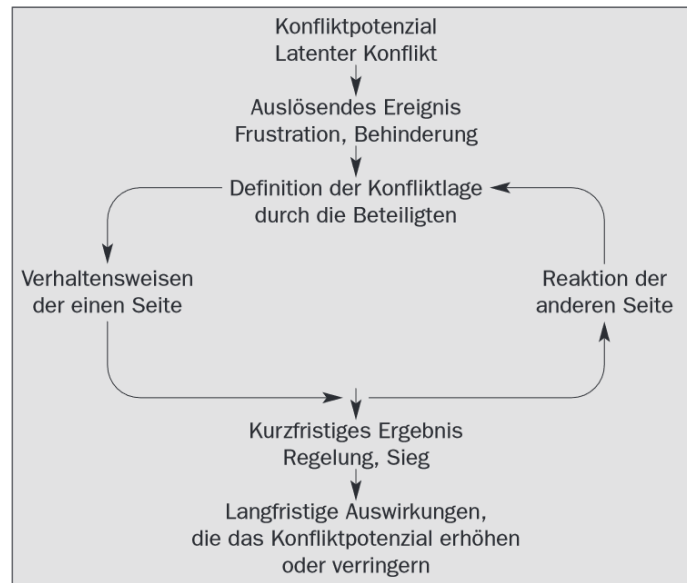 Konfliktpotenzial
Latenter Konflikt
Auslösendes Ereignis
Frustration, Behinderung
Definition der Konfliktlage
durch die Beteiligten
Verhaltensweisen
der einen Seite
Reaktion der
anderen Seite
Kurzfristiges Ergebnis
Regelung, Sieg
Langfristige Auswirkungen,
die das Konfliktpotenzial erhöhen
oder verringern